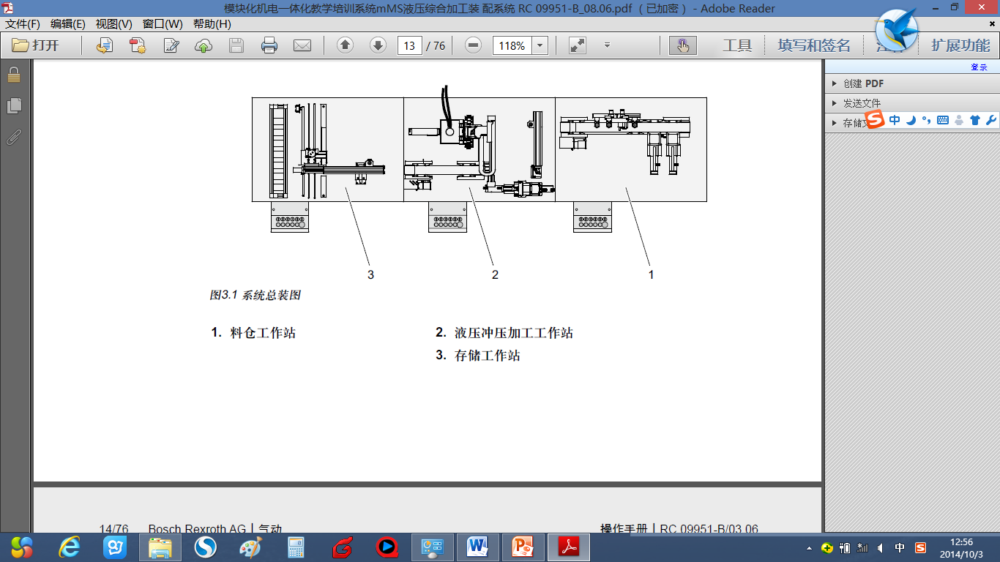 模块化机电一体化教学培训系统mMS液压综合加工装 配系统 RC 09951-B_08.06.pdf （已加密） - Adobe Reader
文件(F) 编辑(E) 视图(V) 窗口(W) 帮助(H)
打开 13 / 76 118% 工具 填写和签名 扩展功能
登录
创建 PDF
发送文件
存储文
中
3 2 1
图3.1 系统总装图
1. 料仓工作站 2. 液压冲压加工工作站
3. 存储工作站
14/76 Bosch Rexroth AG | 气动 操作手册 | RC 09951-B/03.06
中 12:56
2014/10/3